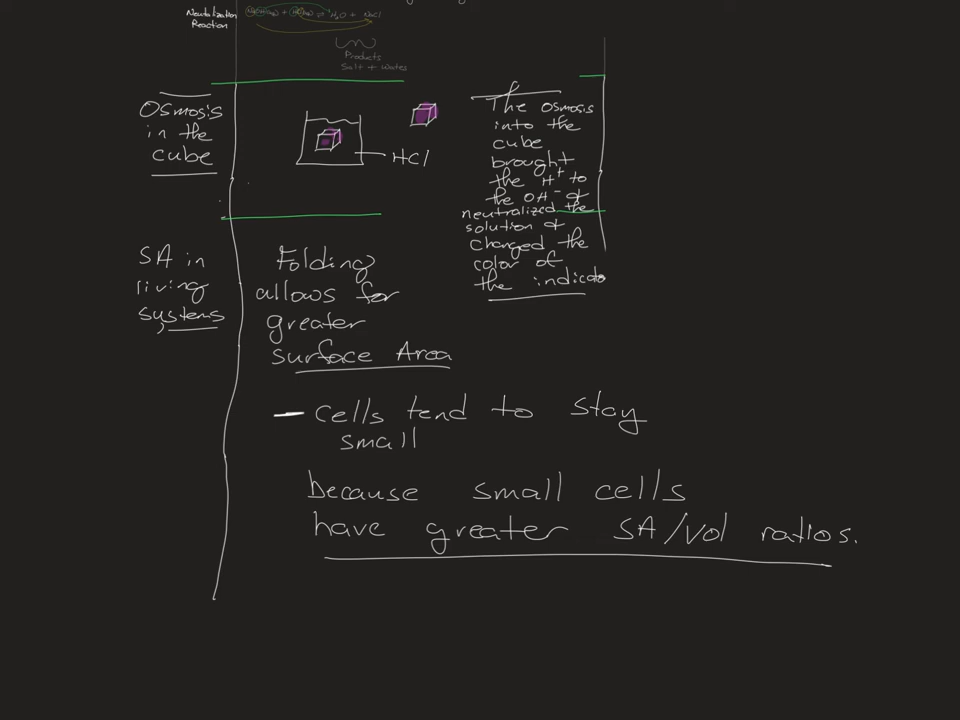 Neutralization
Reaction
Products
Salt + Water
Osmosis
in the
cube
HCl
The Osmosis
into the
cube
brought
the H+ to
the OH- &
neutralized the
solution &
changed the
color of
the indicato
SA in
living
systems
Folding
allows for
greater
surface Area
- cells tend to stay
small
because small cells
have greater SA/Vol ratios.